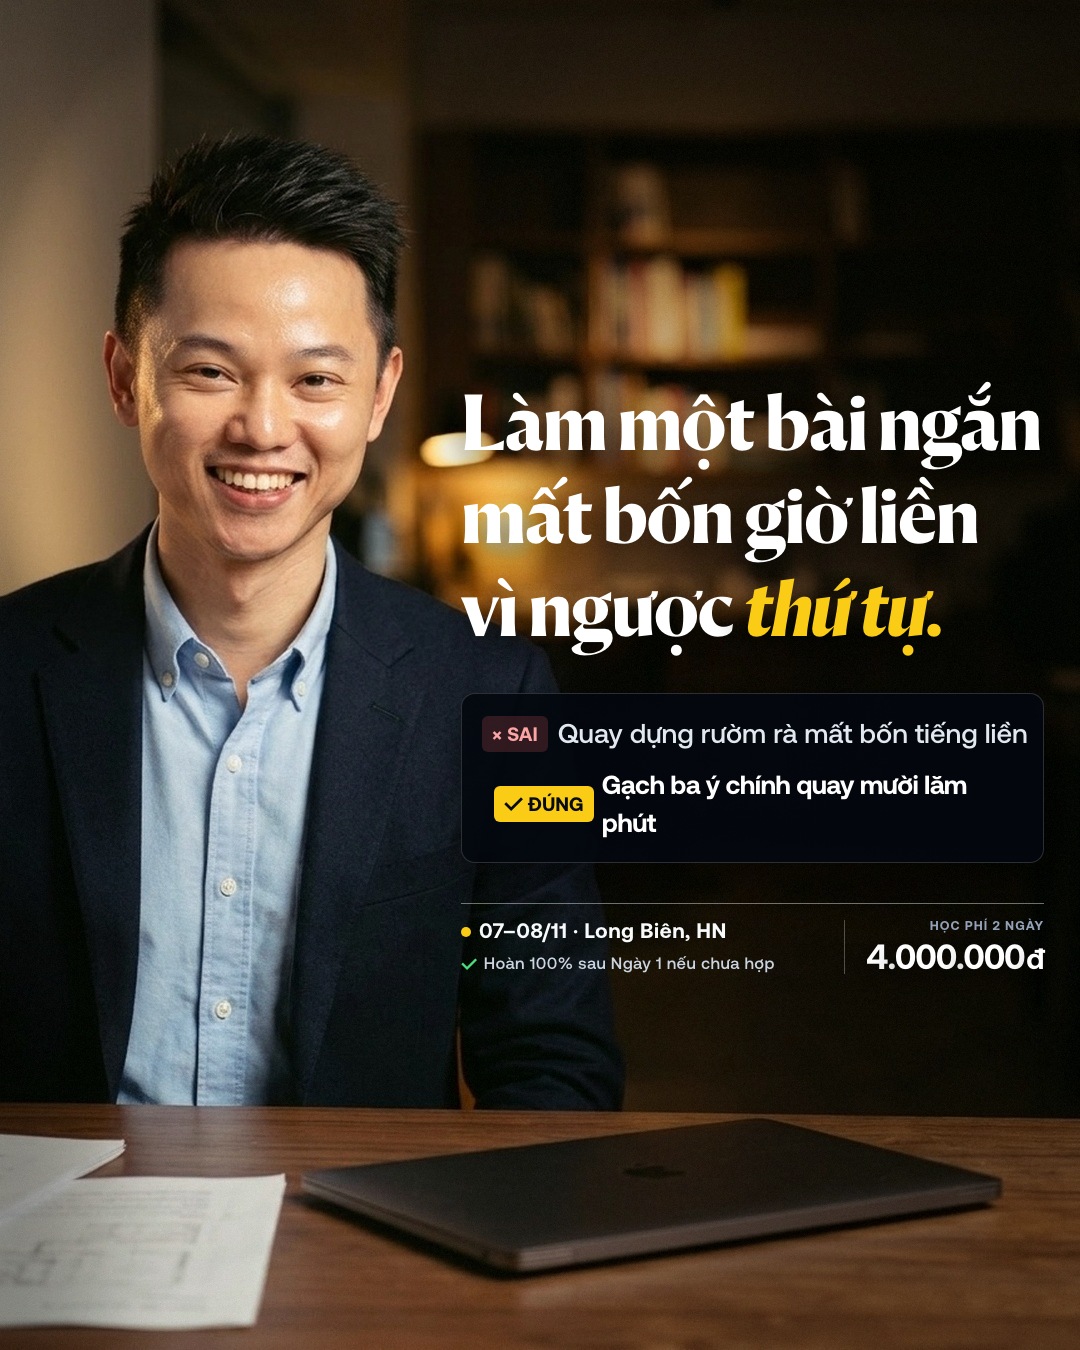 Làm một bài ngắn
mất bốn giờ liền
vì ngược thứ tự.
× SAI Quay dựng rườm rà mất bốn tiếng liền
✓ ĐÚNG Gạch ba ý chính quay mười lăm
phút
07–08/11 · Long Biên, HN
✓ Hoàn 100% sau Ngày 1 nếu chưa hợp
HỌC PHÍ 2 NGÀY
4.000.000đ